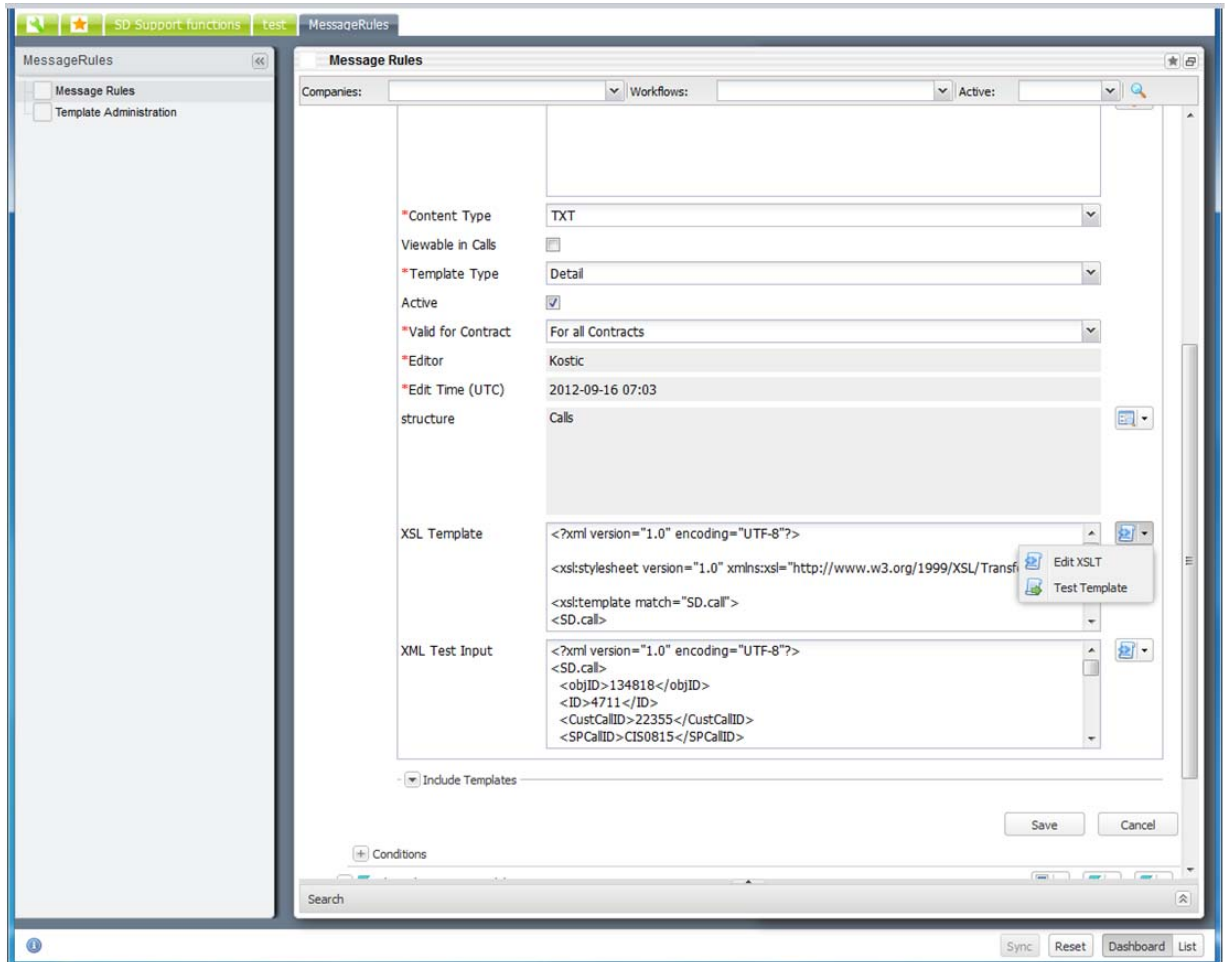 SD Support functions test MessageRules
MessageRules
Message Rules
Template Administration
Message Rules
Companies: Workflows: Active:
*Content Type TXT
Viewable in Calls
*Template Type Detail
Active
*Valid for Contract For all Contracts
*Editor Kostic
*Edit Time (UTC) 2012-09-16 07:03
structure Calls
XSL Template <?xml version="1.0" encoding="UTF-8"?>
<xsl:stylesheet version="1.0" xmlns:xsl="http://www.w3.org/1999/XSL/Transf
<xsl:template match="SD.call">
<SD.call>
Edit XSLT
Test Template
XML Test Input <?xml version="1.0" encoding="UTF-8"?>
<SD.call>
<objID>134818</objID>
<ID>4711</ID>
<CustCallID>22355</CustCallID>
<SPCallID>CIS0815</SPCallID>
Include Templates
Save Cancel
Conditions
Search
Sync Reset Dashboard List